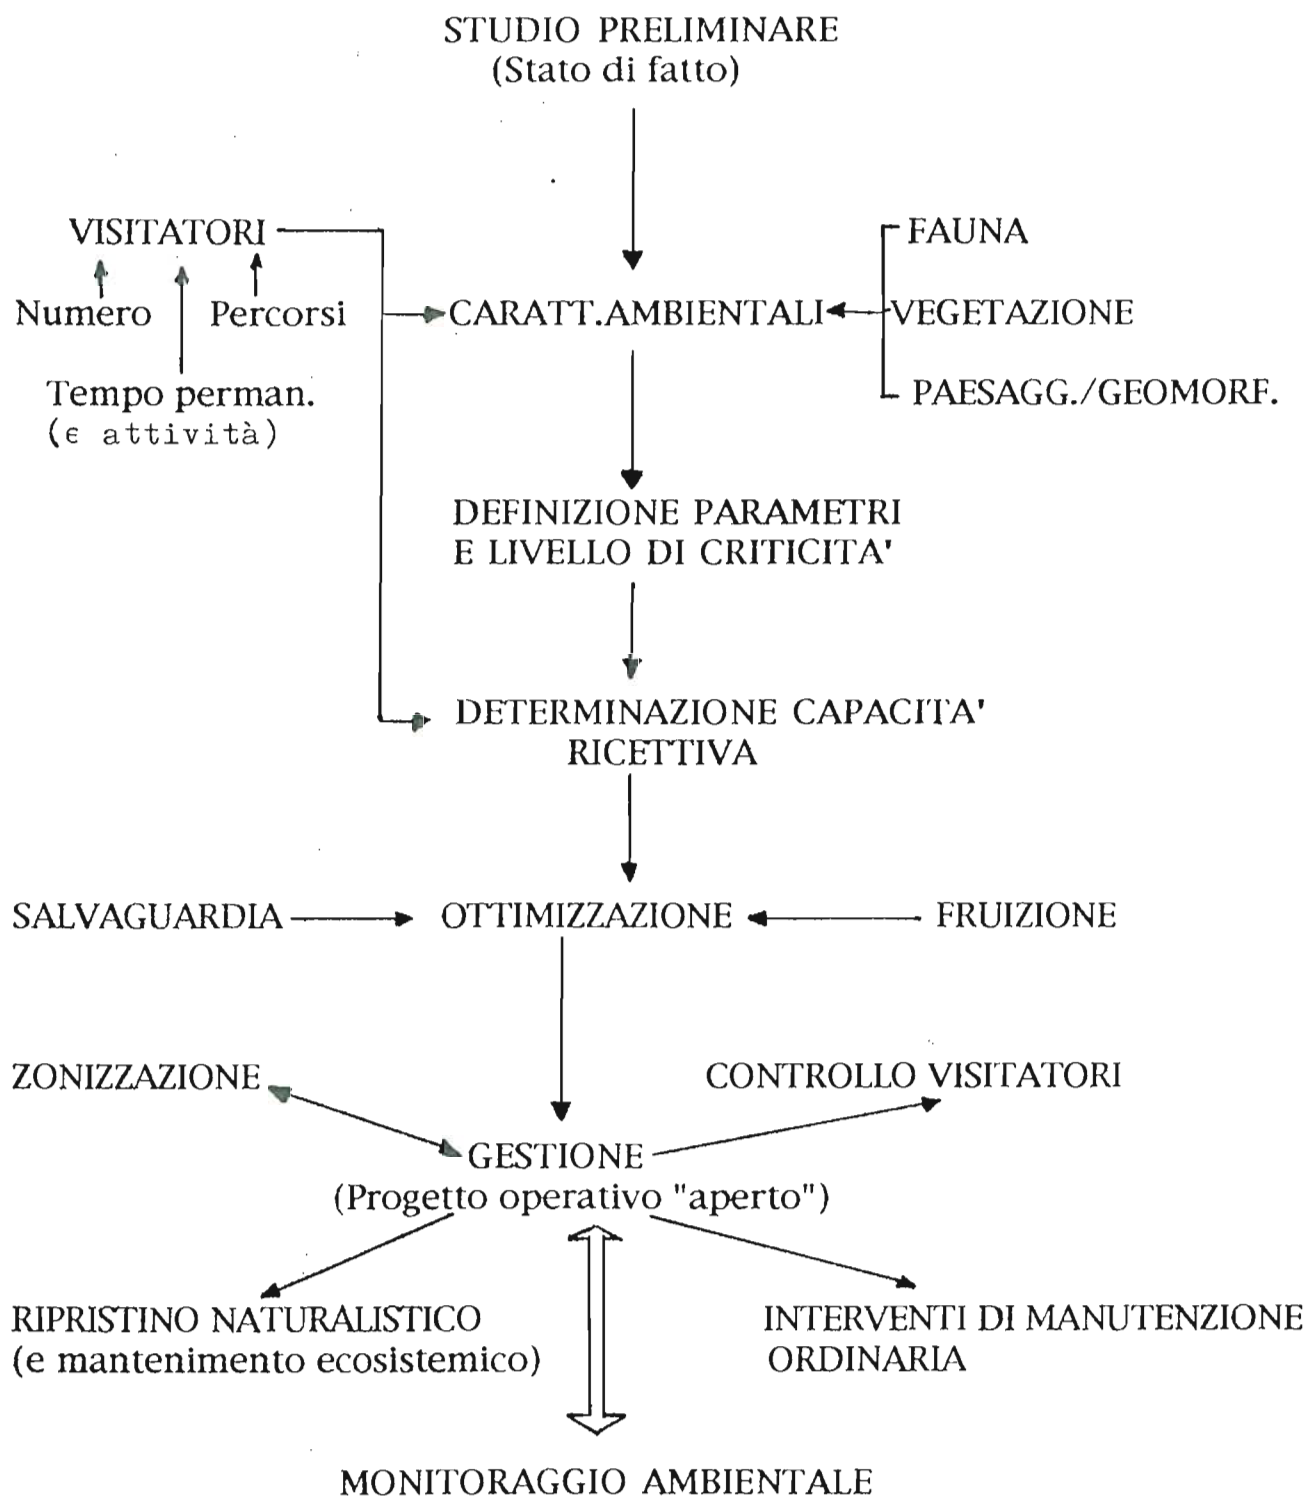 STUDIO PRELIMINARE
(Stato di fatto)
VISITATORI
FAUNA
Numero
Percorsi
CARATT.AMBIENTALI
VEGETAZIONE
Tempo perman.
(є attività)
PAESAGG./GEOMORF.
DEFINIZIONE PARAMETRI
E LIVELLO DI CRITICITA'
DETERMINAZIONE CAPACITA'
RICETTIVA
SALVAGUARDIA
OTTIMIZZAZIONE
FRUIZIONE
ZONIZZAZIONE
CONTROLLO VISITATORI
GESTIONE
(Progetto operativo "aperto")
RIPRISTINO NATURALISTICO
(e mantenimento ecosistemico)
INTERVENTI DI MANUTENZIONE
ORDINARIA
MONITORAGGIO AMBIENTALE